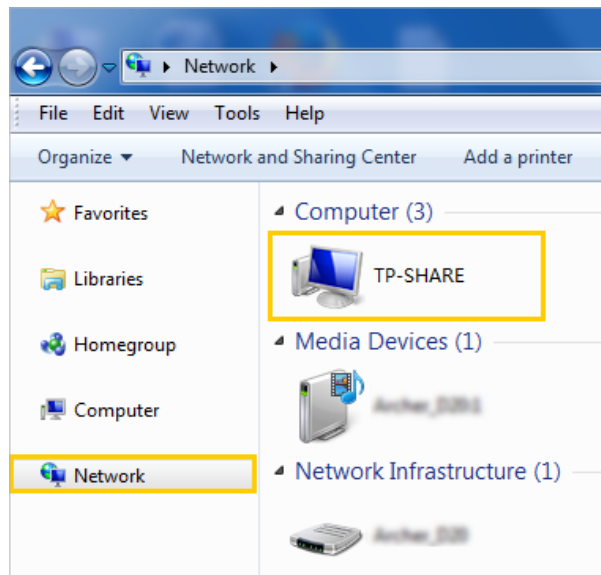 Network
File Edit View Tools Help
Organize Network and Sharing Center Add a printer
Favorites
Libraries
Homegroup
Computer
Network
Computer (3)
TP-SHARE
Media Devices (1)
Network Infrastructure (1)